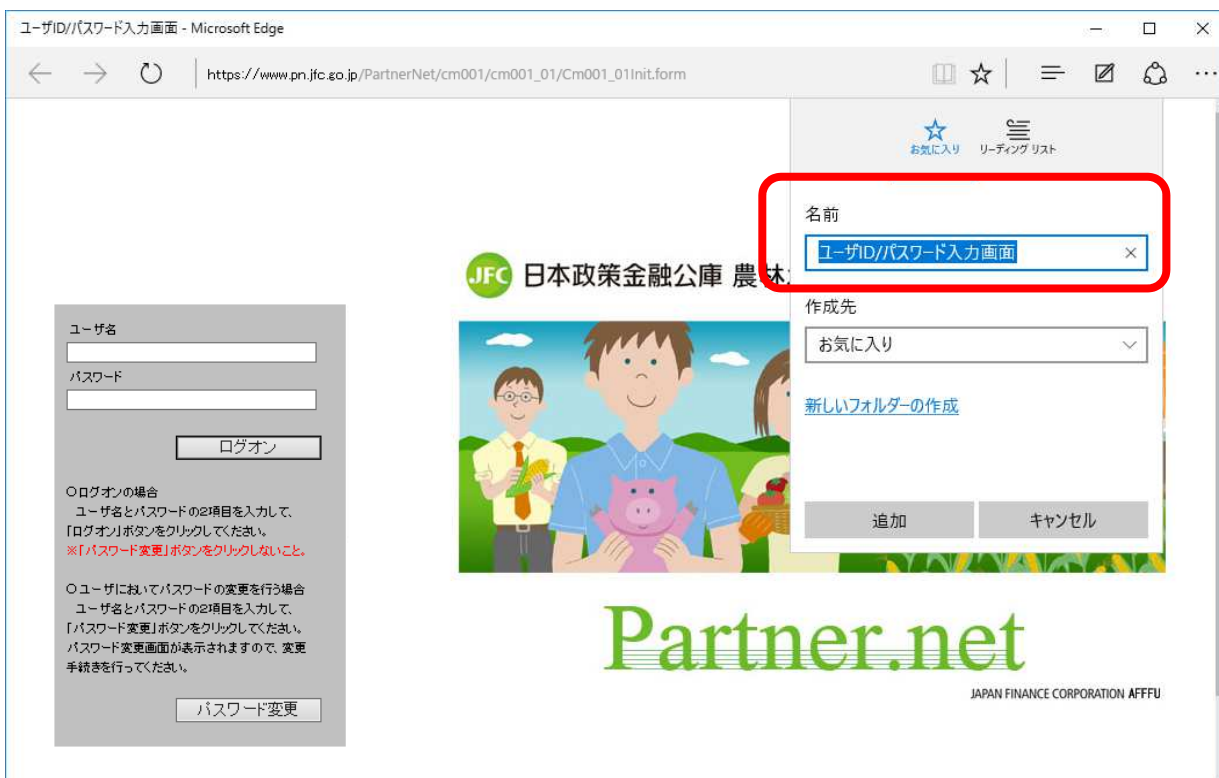 ユーザID/パスワード入力画面 - Microsoft Edge
https://www.pn.jfc.go.jp/PartnerNet/cm001/cm001_01/Cm001_01Init.form
お気に入り
リーディング リスト
名前
ユーザID/パスワード入力画面
作成先
お気に入り
新しいフォルダーの作成
追加
キャンセル
JFC 日本政策金融公庫 農林
ユーザ名
パスワード
ログオン
○ログオンの場合
ユーザ名とパスワードの2項目を入力して、
「ログオン」ボタンをクリックしてください。
※「パスワード変更」ボタンをクリックしないこと。
○ユーザにおいてパスワードの変更を行う場合
ユーザ名とパスワードの2項目を入力して、
「パスワード変更」ボタンをクリックしてください。
パスワード変更画面が表示されますので、変更
手続きを行ってください。
パスワード変更
Partner.net
JAPAN FINANCE CORPORATION AFFFU